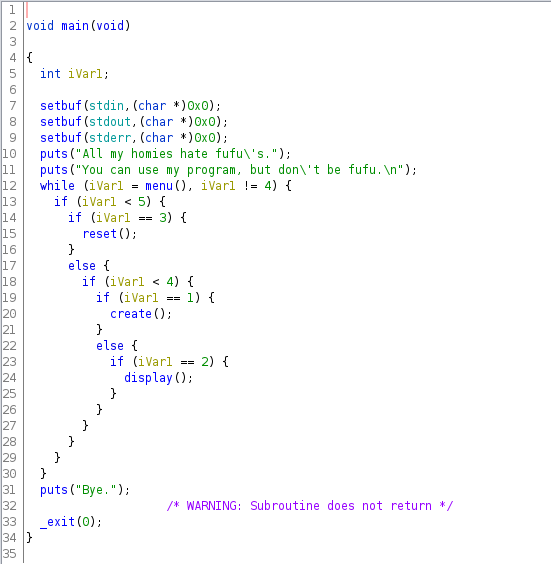 1
2 void main(void)
3
4 {
5   int iVar1;
6
7   setbuf(stdin,(char *)0x0);
8   setbuf(stdout,(char *)0x0);
9   setbuf(stderr,(char *)0x0);
10   puts("All my homies hate fufu\'s.");
11   puts("You can use my program, but don\'t be fufu.\n");
12   while (iVar1 = menu(), iVar1 != 4) {
13     if (iVar1 < 5) {
14       if (iVar1 == 3) {
15         reset();
16       }
17       else {
18         if (iVar1 < 4) {
19           if (iVar1 == 1) {
20             create();
21           }
22           else {
23             if (iVar1 == 2) {
24               display();
25             }
26           }
27         }
28       }
29     }
30   }
31   puts("Bye.");
32                     /* WARNING: Subroutine does not return */
33   _exit(0);
34 }
35